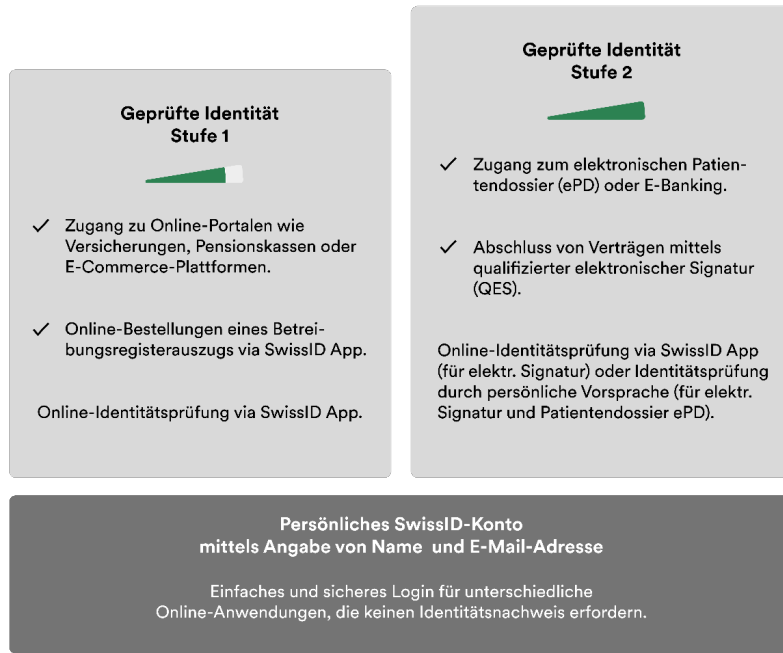 Geprüfte Identität
Stufe 1
Zugang zu Online-Portalen wie
Versicherungen, Pensionskassen oder
E-Commerce-Plattformen.
Online-Bestellungen eines Betrei-
bungsregisterauszugs via SwissID App.
Online-Identitätsprüfung via SwissID App.
Geprüfte Identität
Stufe 2
Zugang zum elektronischen Patien-
tendossier (ePD) oder E-Banking.
Abschluss von Verträgen mittels
qualifizierter elektronischer Signatur
(QES).
Online-Identitätsprüfung via SwissID App
(für elektr. Signatur) oder Identitätsprüfung
durch persönliche Vorsprache (für elektr.
Signatur und Patientendossier ePD).
Persönliches SwissID-Konto
mittels Angabe von Name und E-Mail-Adresse
Einfaches und sicheres Login für unterschiedliche
Online-Anwendungen, die keinen Identitätsnachweis erfordern.